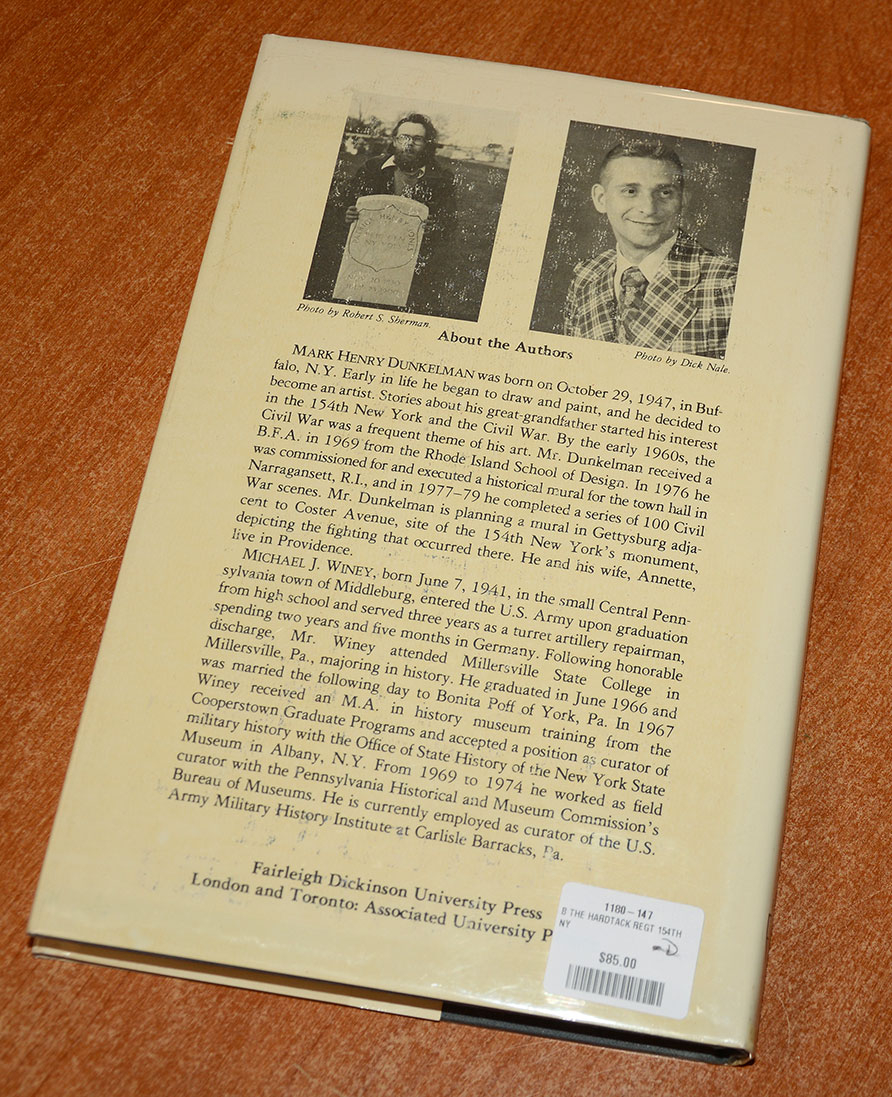 Photo by Robert S. Sherman.
Photo by Dick Nale.
About the Authors
MARK HENRY DUNKELMAN was born on October 29, 1947, in Buf-
falo, N.Y. Early in life he began to draw and paint, and he decided to
become an artist. Stories about his great-grandfather started his interest
in the 154th New York and the Civil War. By the early 1960s, the
Civil War was a frequent theme of his art. Mr. Dunkelman received a
B.F.A. in 1969 from the Rhode Island School of Design. In 1976 he
was commissioned for and executed a historical mural for the town hall in
Narragansett, R.I., and in 1977–79 he completed a series of 100 Civil
War scenes. Mr. Dunkelman is planning a mural in Gettysburg adja-
cent to Coster Avenue, site of the 154th New York's monument,
depicting the fighting that occurred there. He and his wife, Annette,
live in Providence.
MICHAEL J. WINEY, born June 7, 1941, in the small Central Penn-
sylvania town of Middleburg, entered the U.S. Army upon graduation
from high school and served three years as a turret artillery repairman,
spending two years and five months in Germany. Following honorable
discharge, Mr. Winey attended Millersville State College in
Millersville, Pa., majoring in history. He graduated in June 1966 and
was married the following day to Bonita Poff of York, Pa. In 1967
Winey received an M.A. in history museum training from the
Cooperstown Graduate Programs and accepted a position as curator of
military history with the Office of State History of the New York State
Museum in Albany, N.Y. From 1969 to 1974 he worked as field
curator with the Pennsylvania Historical and Museum Commission's
Bureau of Museums. He is currently employed as curator of the U.S.
Army Military History Institute at Carlisle Barracks, Pa.
Fairleigh Dickinson University Press
London and Toronto: Associated University P
1180-147
B THE HARDTACK REGT 154TH
NY
$85.00